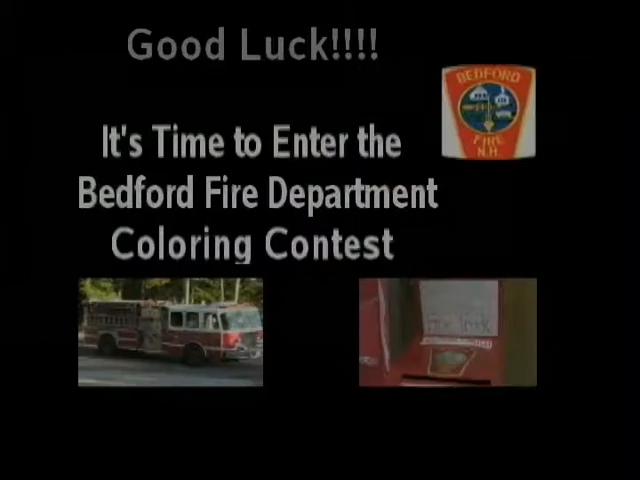 Good Luck!!!!
BEDFORD
FIRE
N.H.
It's Time to Enter the
Bedford Fire Department
Coloring Contest